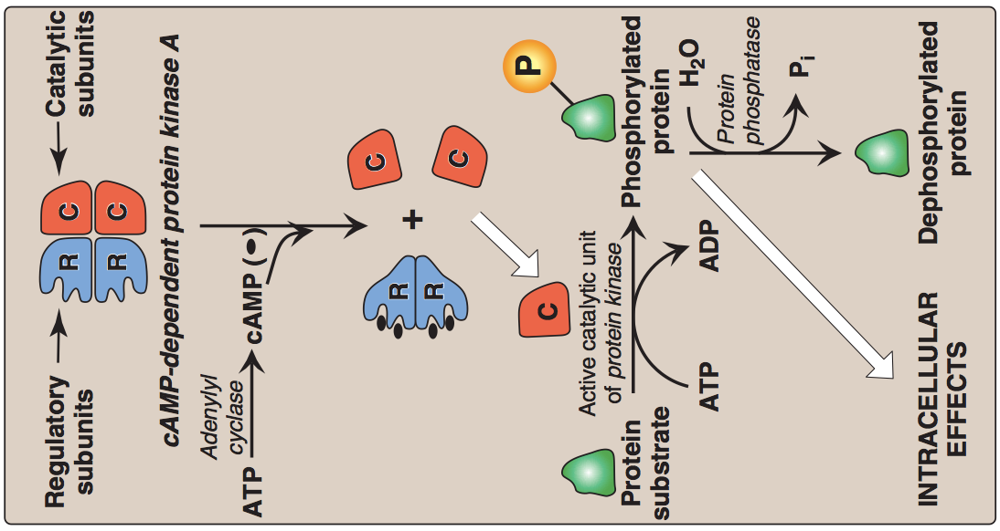 Regulatory
subunits
Catalytic
subunits
R
C
R
C
cAMP-dependent protein kinase A
Adenylyl
cyclase
ATP
cAMP (●)
R
R
+
C
C
C
Active catalytic unit
of protein kinase
P
Protein
substrate
Phosphorylated
protein
ATP
ADP
H₂O
Protein
phosphatase
Pᵢ
INTRACELLULAR
EFFECTS
Dephosphorylated
protein